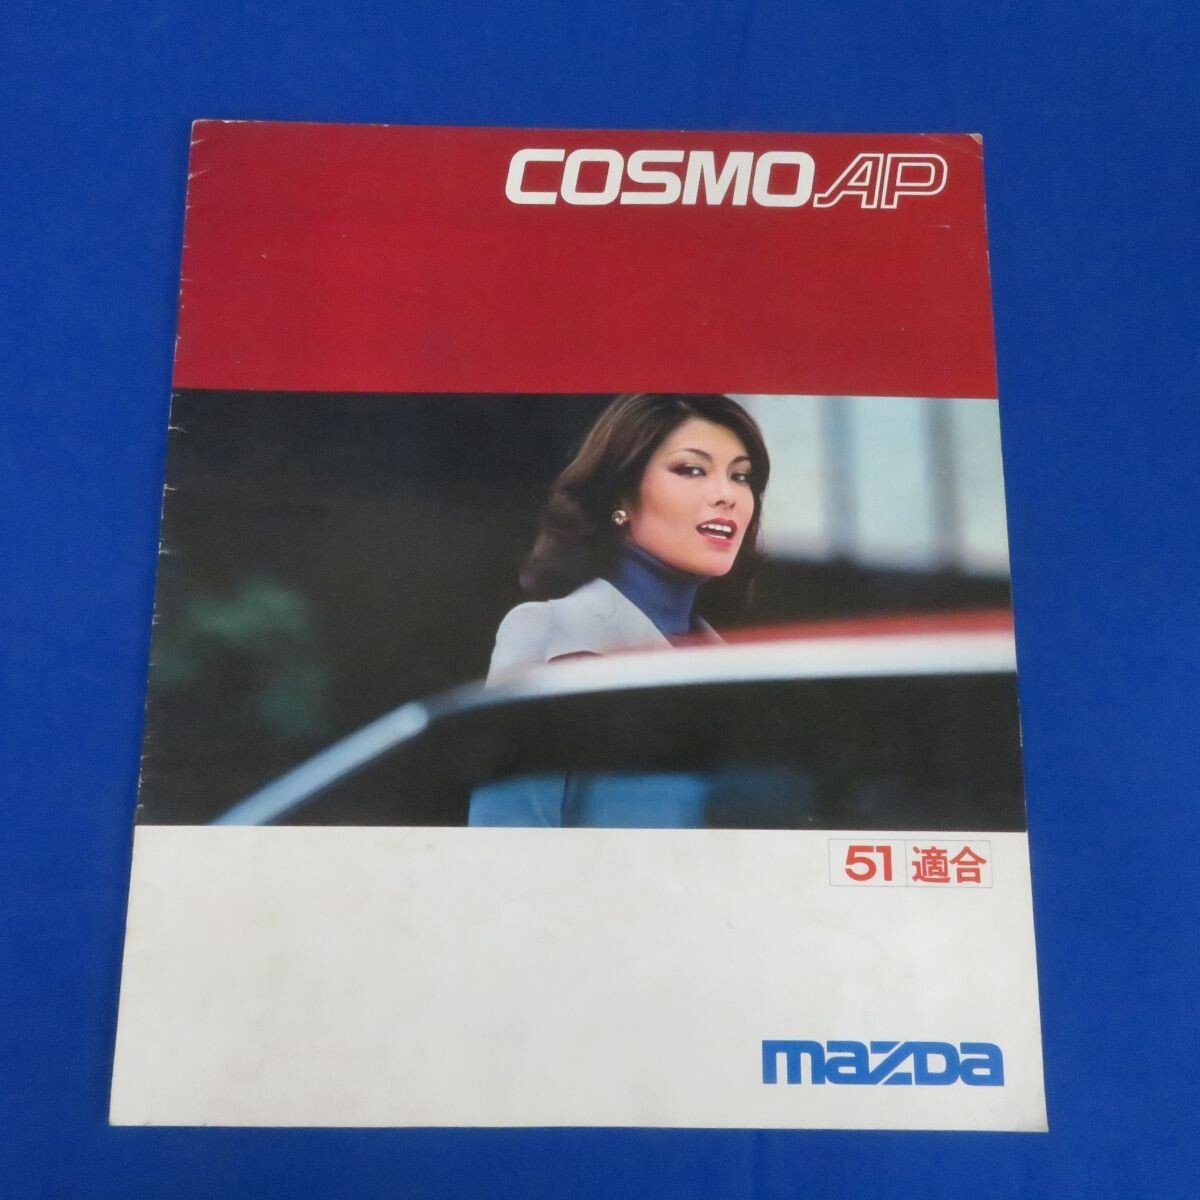 COSMO AP
51 適合
mazda